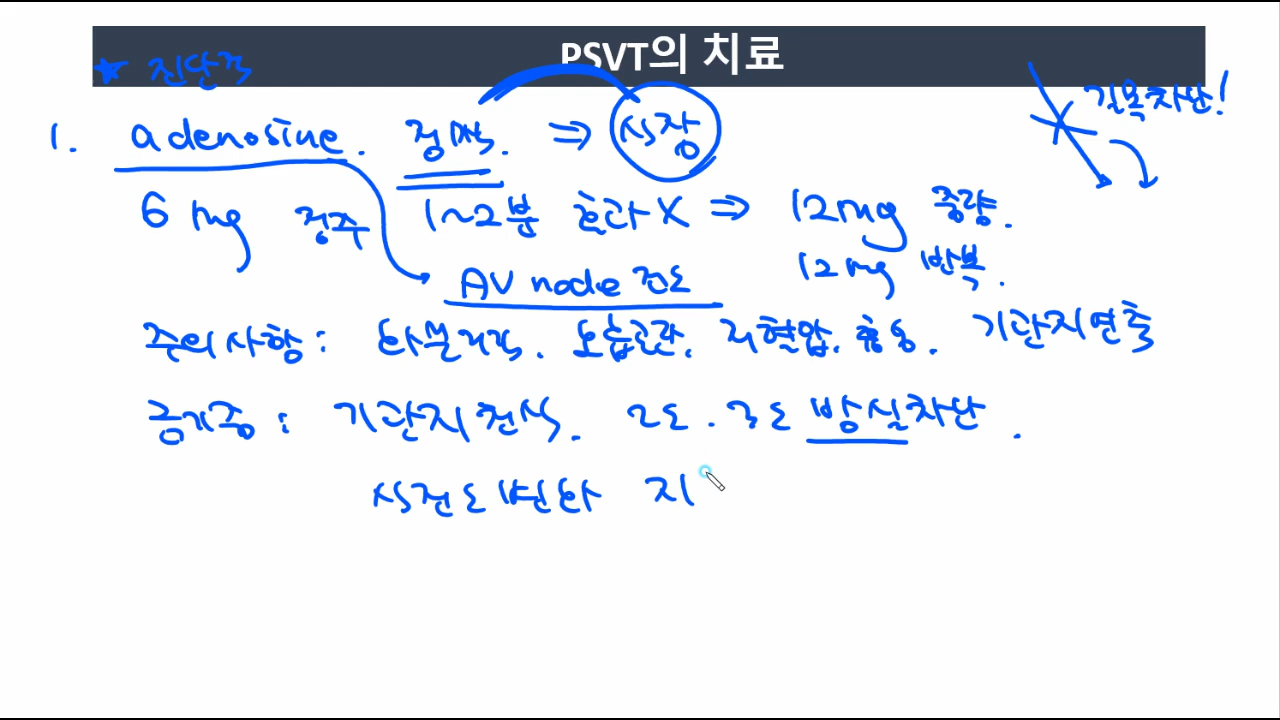 PSVT의 치료
★ 진단적
길목차단!
1. adenosine. 정맥. ⇒ 심장
6 mg 정주 1~2분 효과 X ⇒ 12mg 증량.
12mg 반복.
AV node 전도
주의사항 : 안면거상. 호흡곤란. 저혈압. 흉통. 기관지연축
금기증 : 기관지천식. 2도. 3도 방실차단.
심전도변화 지